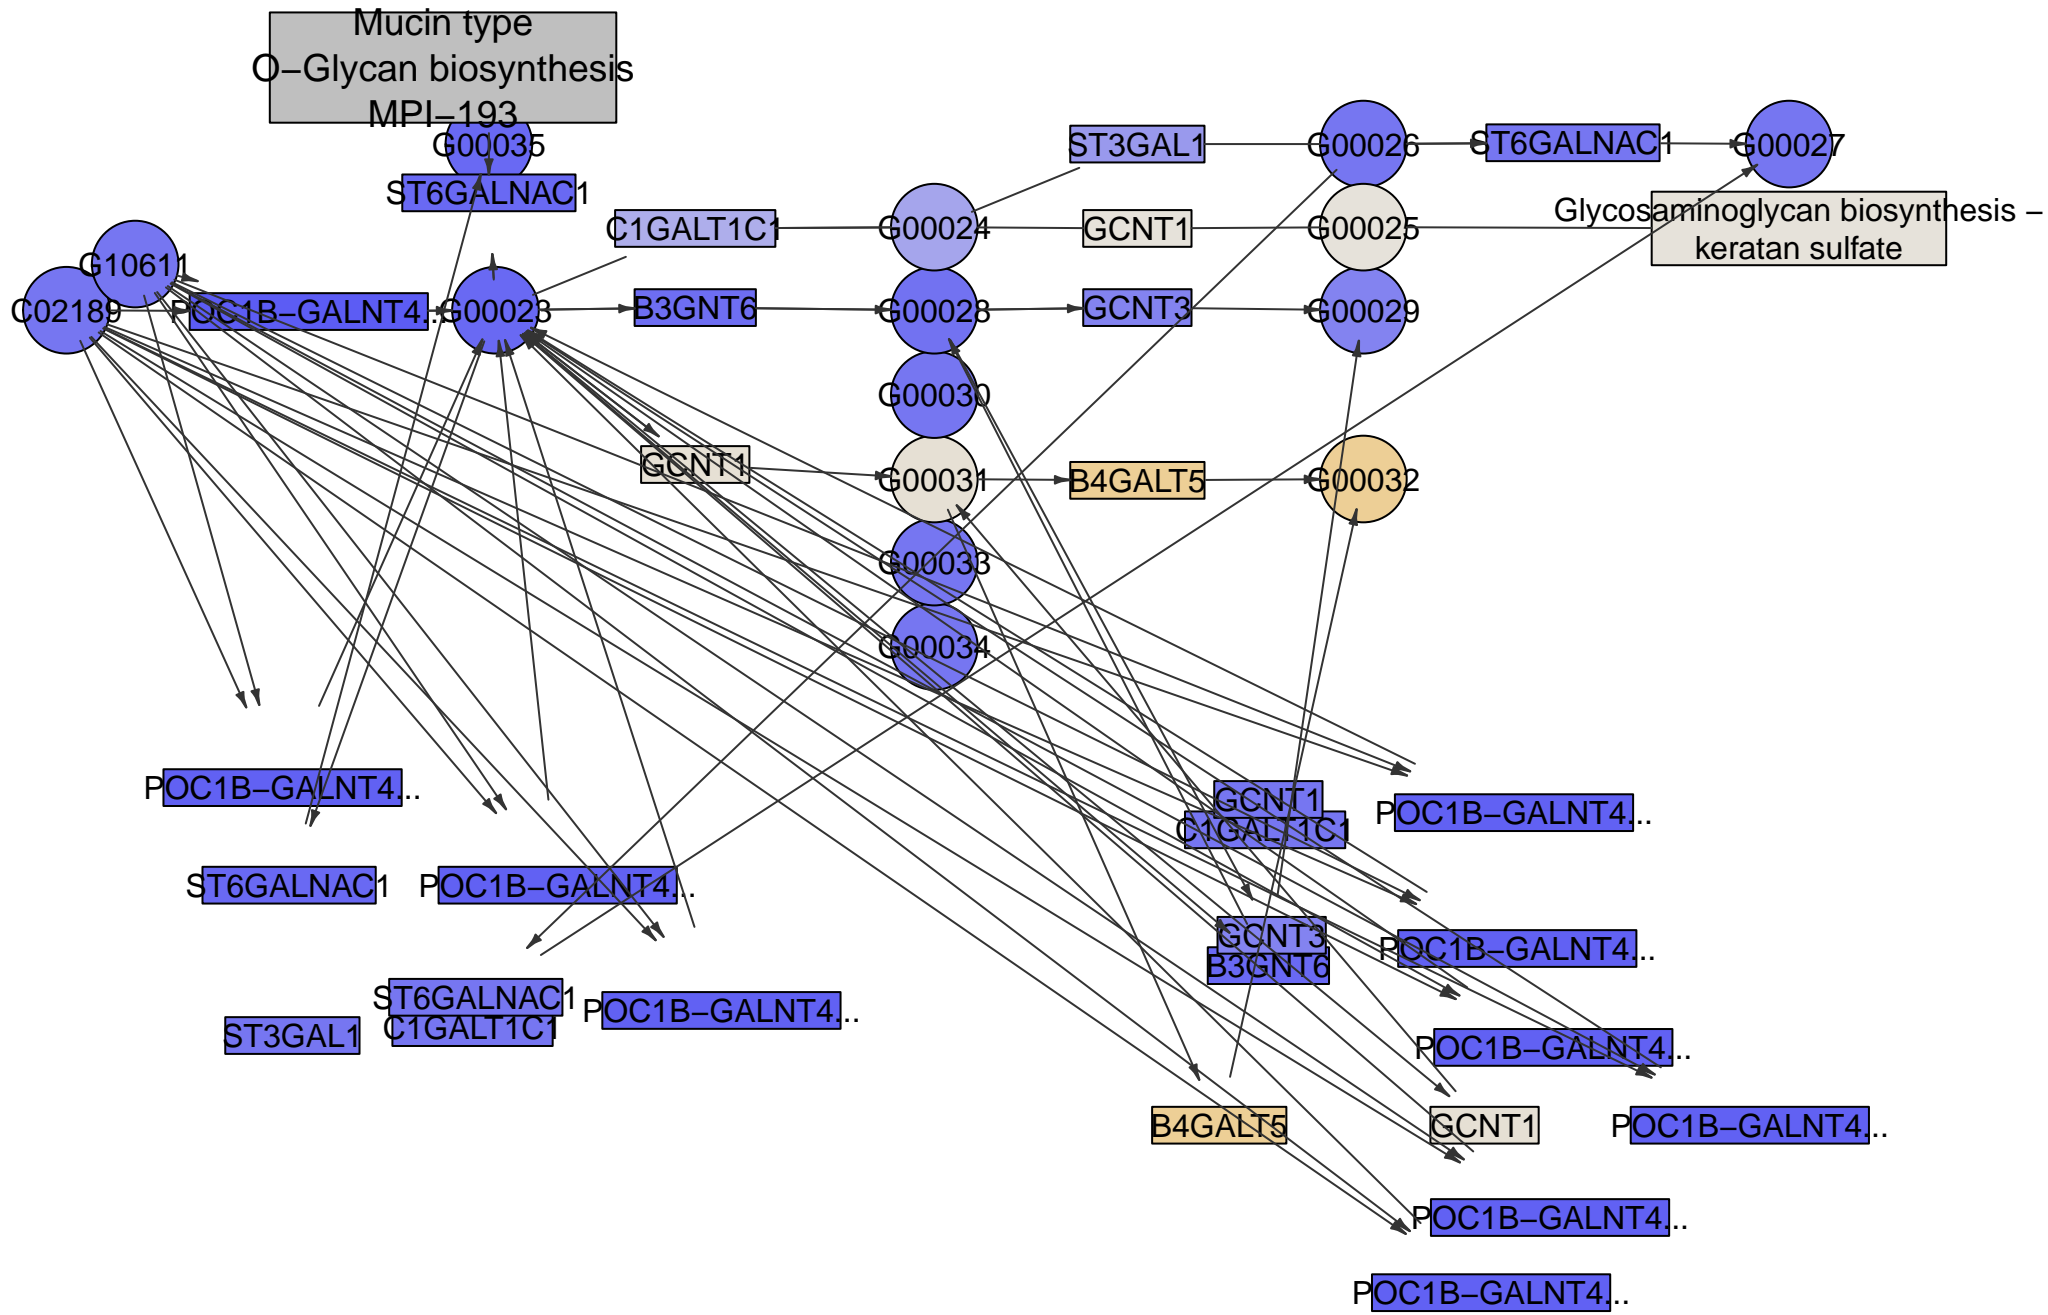 Mucin type
O−Glycan biosynthesis
MPI−193
G00035
ST6GALNAC1
ST3GAL1
G00026
ST6GALNAC1
G00027
C1GALT1C1
G00024
GCNT1
G00025
Glycosaminoglycan biosynthesis −
keratan sulfate
G10611
C02189
POC1B−GALNT4...
G00023
B3GNT6
G00028
GCNT3
G00029
G00030
GCNT1
G00031
B4GALT5
G00032
G00033
G00034
POC1B−GALNT4...
GCNT1
C1GALT1C1
POC1B−GALNT4...
ST6GALNAC1
POC1B−GALNT4...
GCNT3
B3GNT6
POC1B−GALNT4...
ST6GALNAC1
C1GALT1C1
ST3GAL1
POC1B−GALNT4...
POC1B−GALNT4...
B4GALT5
GCNT1
POC1B−GALNT4...
POC1B−GALNT4...
POC1B−GALNT4...